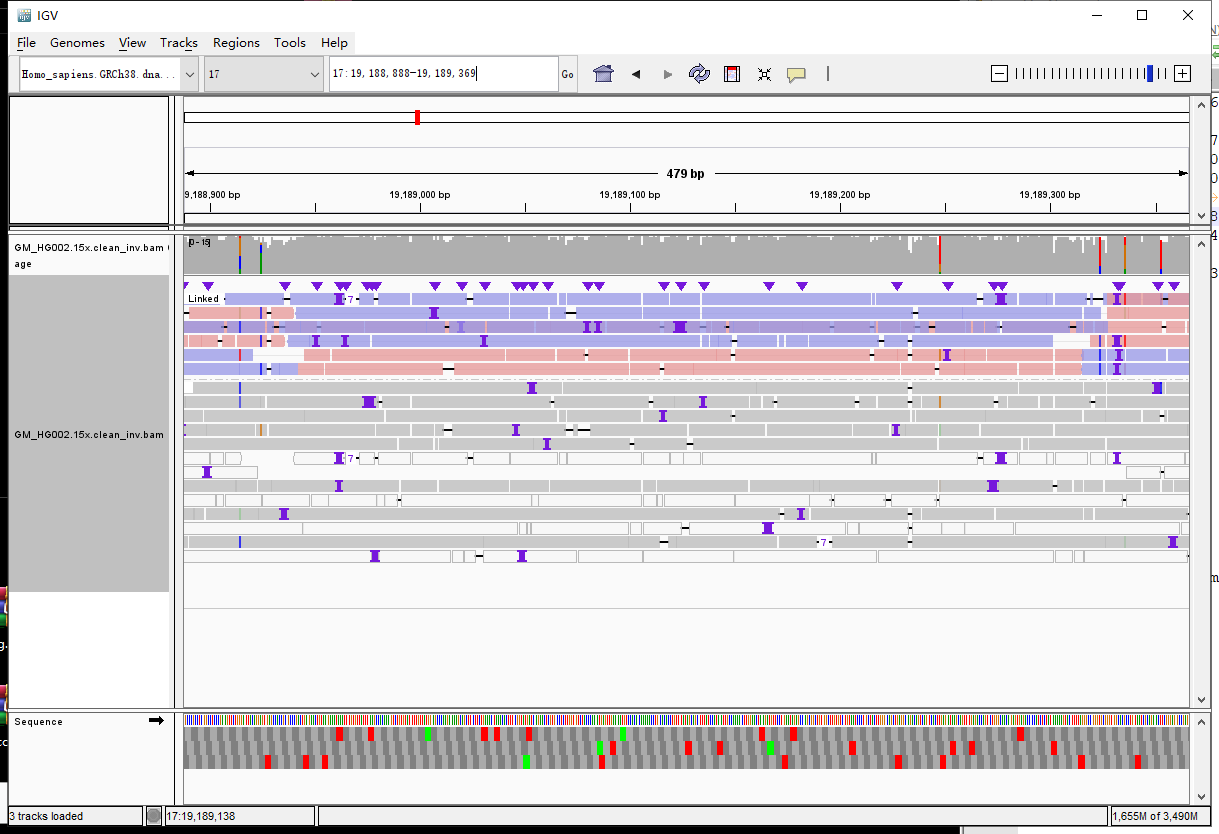 IGV
File Genomes View Tracks Regions Tools Help
Homo_sapiens.GRCh38.dna... 17 17:19,188,888-19,189,369 Go
479 bp
9,188,900 bp 19,189,000 bp 19,189,100 bp 19,189,200 bp 19,189,300 bp
GM_HG002.15x.clean_inv.bam
age
[0 - 15]
Linked
7
GM_HG002.15x.clean_inv.bam
7
7
Sequence
3 tracks loaded 17:19,189,138 1,655M of 3,490M